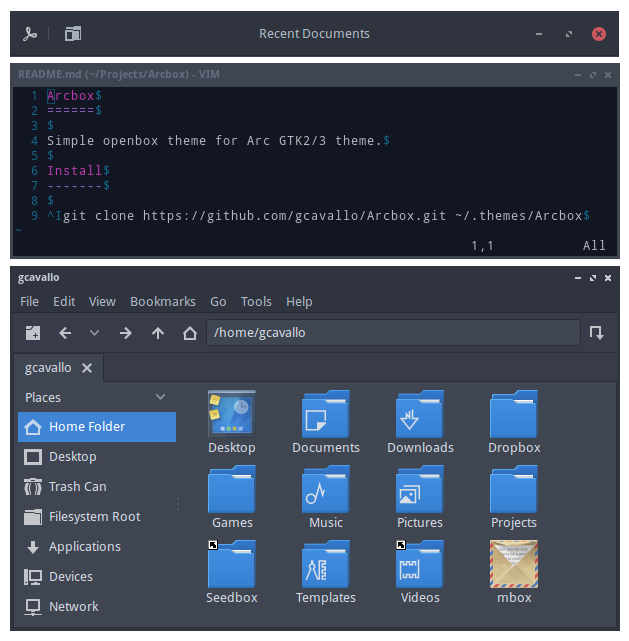 Recent Documents
README.md (~/Projects/Arcbox) - VIM
1 Arcbox$
2 ======$
3 $
4 Simple openbox theme for Arc GTK2/3 theme.$
5 $
6 Install$
7 -------$
8 $
9 ^Igit clone https://github.com/gcavallo/Arcbox.git ~/.themes/Arcbox$
~
1,1 All
gcavallo
File Edit View Bookmarks Go Tools Help
/home/gcavallo
gcavallo
Places
Home Folder
Desktop
Trash Can
Filesystem Root
Applications
Devices
Network
Desktop Documents Downloads Dropbox
Games Music Pictures Projects
Seedbox Templates Videos mbox